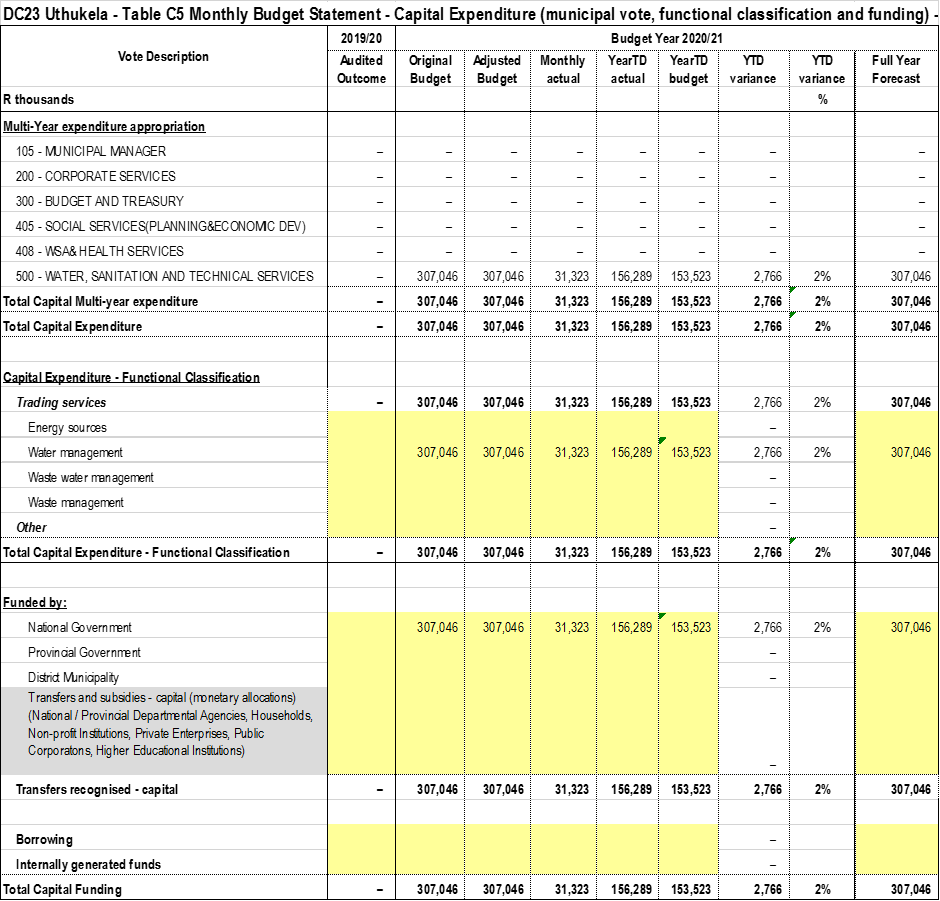 DC23 Uthukela - Table C5 Monthly Budget Statement - Capital Expenditure (municipal vote, functional classification and funding) -
2019/20 Budget Year 2020/21
Vote Description Audited Outcome Original Budget Adjusted Budget Monthly actual YearTD actual YearTD budget YTD variance YTD variance Full Year Forecast
R thousands %
Multi-Year expenditure appropriation
105 - MUNICIPAL MANAGER – – – – – – – –
200 - CORPORATE SERVICES – – – – – – – –
300 - BUDGET AND TREASURY – – – – – – – –
405 - SOCIAL SERVICES(PLANNING&ECONOMIC DEV) – – – – – – – –
408 - WSA& HEALTH SERVICES – – – – – – – –
500 - WATER, SANITATION AND TECHNICAL SERVICES – 307,046 307,046 31,323 156,289 153,523 2,766 2% 307,046
Total Capital Multi-year expenditure – 307,046 307,046 31,323 156,289 153,523 2,766 2% 307,046
Total Capital Expenditure – 307,046 307,046 31,323 156,289 153,523 2,766 2% 307,046
Capital Expenditure - Functional Classification
Trading services – 307,046 307,046 31,323 156,289 153,523 2,766 2% 307,046
Energy sources –
Water management 307,046 307,046 31,323 156,289 153,523 2,766 2% 307,046
Waste water management –
Waste management –
Other –
Total Capital Expenditure - Functional Classification – 307,046 307,046 31,323 156,289 153,523 2,766 2% 307,046
Funded by:
National Government 307,046 307,046 31,323 156,289 153,523 2,766 2% 307,046
Provincial Government –
District Municipality –
Transfers and subsidies - capital (monetary allocations)
(National / Provincial Departmental Agencies, Households,
Non-profit Institutions, Private Enterprises, Public
Corporatons, Higher Educational Institutions)
–
Transfers recognised - capital – 307,046 307,046 31,323 156,289 153,523 2,766 2% 307,046
Borrowing –
Internally generated funds –
Total Capital Funding – 307,046 307,046 31,323 156,289 153,523 2,766 2% 307,046